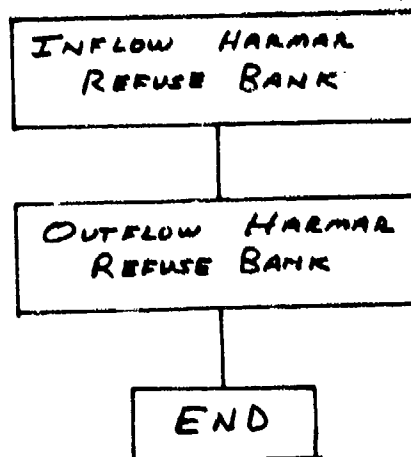 INFLOW HARMAR
REFUSE BANK
OUTFLOW HARMAR
REFUSE BANK
END